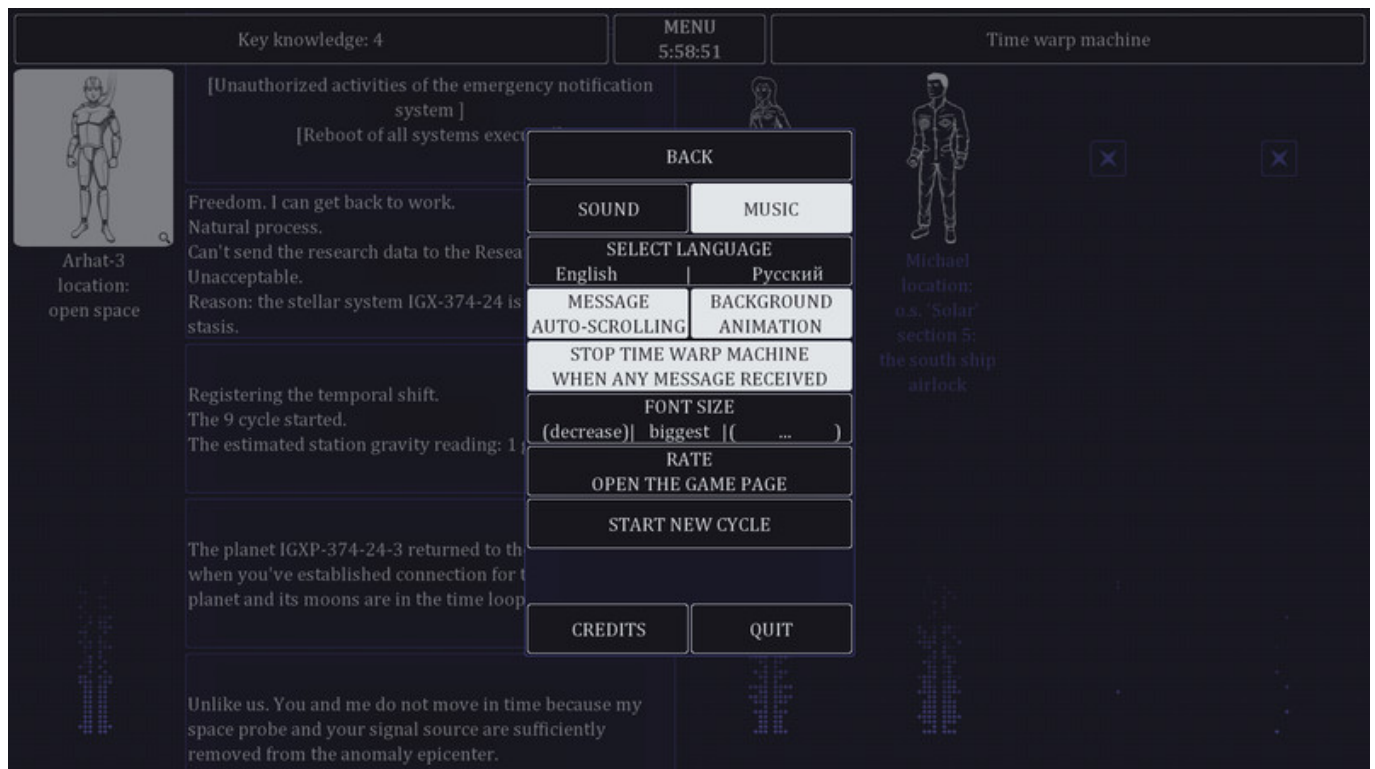 Key knowledge: 4
MENU
5:58:51
Time warp machine
Arhat-3
location:
open space
[Unauthorized activities of the emergency notification
system ]
[Reboot of all systems
Freedom. I can get back to work.
Natural process.
Can't send the research data to the
Unacceptable.
Reason: the stellar system IGX-374-24 is
stasis.
Registering the temporal shift.
The 9 cycle started.
The estimated station gravity reading: 1
The planet IGXP-374-24-3 returned to
when you've established connection for
planet and its moons are in the time loop
Unlike us. You and me do not move in time because my
space probe and your signal source are sufficiently
removed from the anomaly epicenter.
BACK
SOUND
MUSIC
SELECT LANGUAGE
English | Русский
MESSAGE
AUTO-SCROLLING
BACKGROUND
ANIMATION
STOP TIME WARP MACHINE
WHEN ANY MESSAGE RECEIVED
FONT SIZE
(decrease)| biggest |( ... )
RATE
OPEN THE GAME PAGE
START NEW CYCLE
CREDITS
QUIT
Michael
location:
o.s. 'Solar'
section 5:
the south ship
airlock